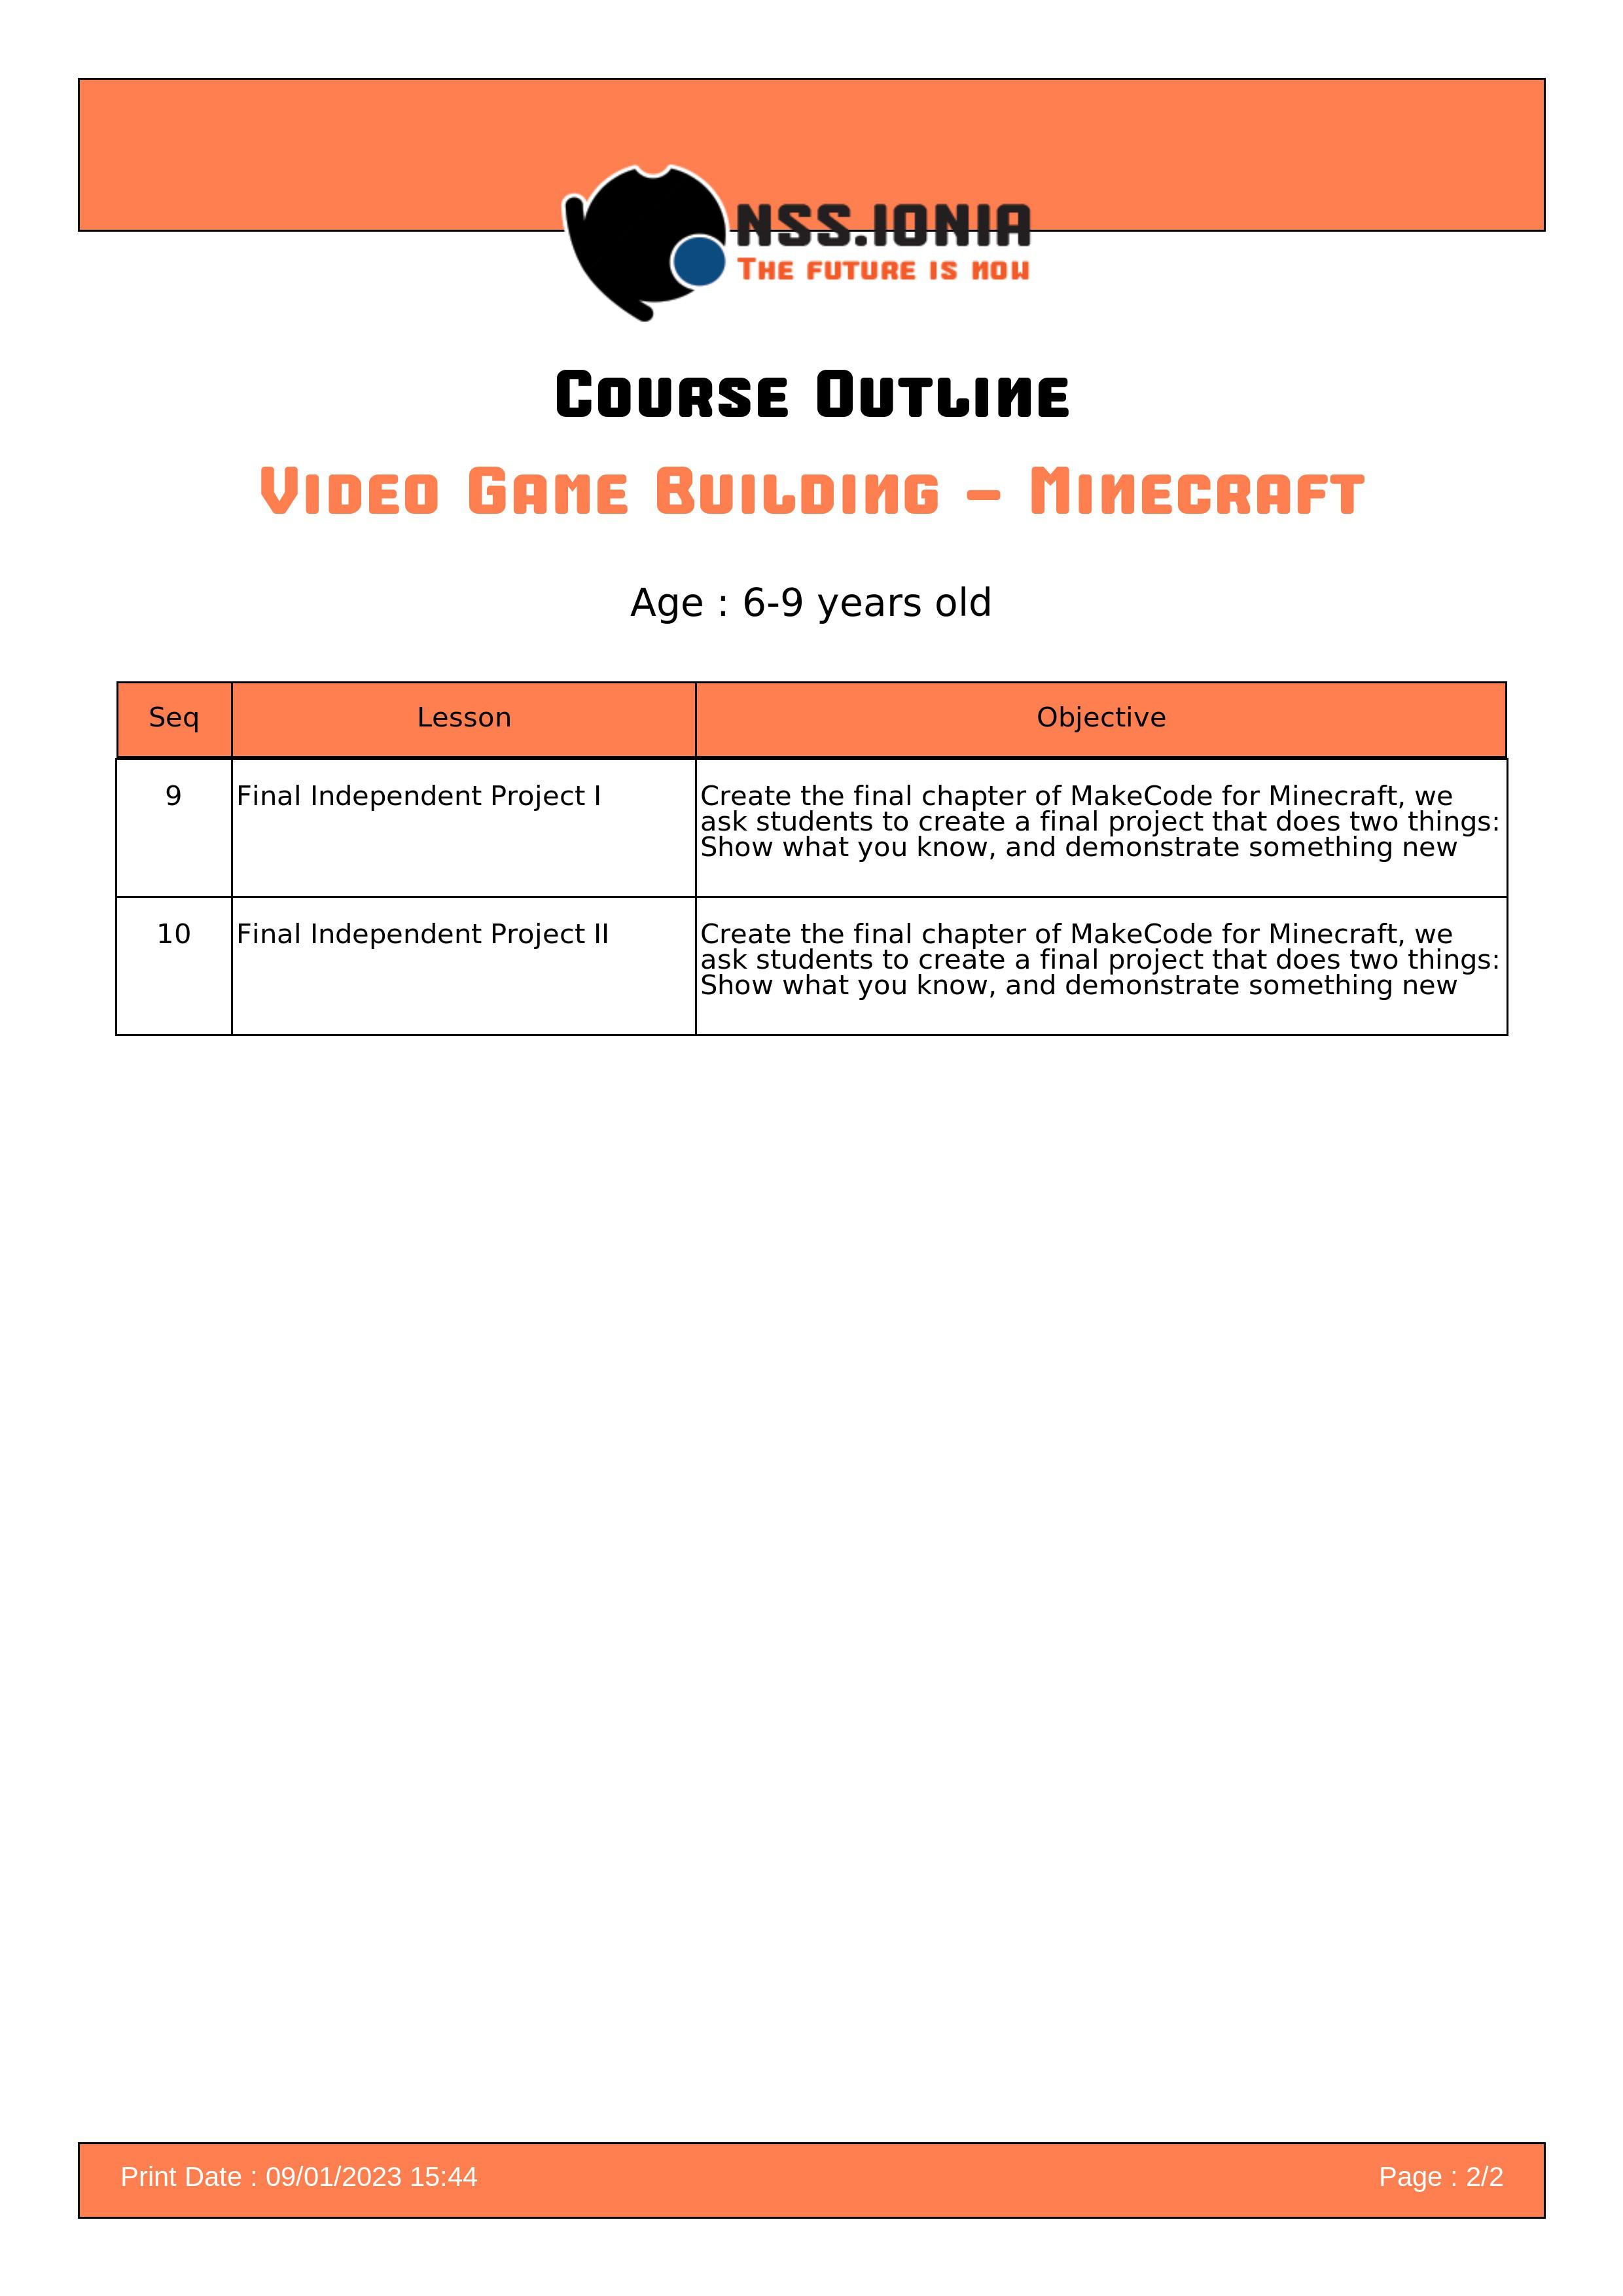 NSS.IONIA
The future is now
Course Outline
Video Game Building - Minecraft
Age : 6-9 years old
Seq Lesson Objective
9 Final Independent Project I Create the final chapter of MakeCode for Minecraft, we
ask students to create a final project that does two things:
Show what you know, and demonstrate something new
10 Final Independent Project II Create the final chapter of MakeCode for Minecraft, we
ask students to create a final project that does two things:
Show what you know, and demonstrate something new
Print Date : 09/01/2023 15:44 Page : 2/2